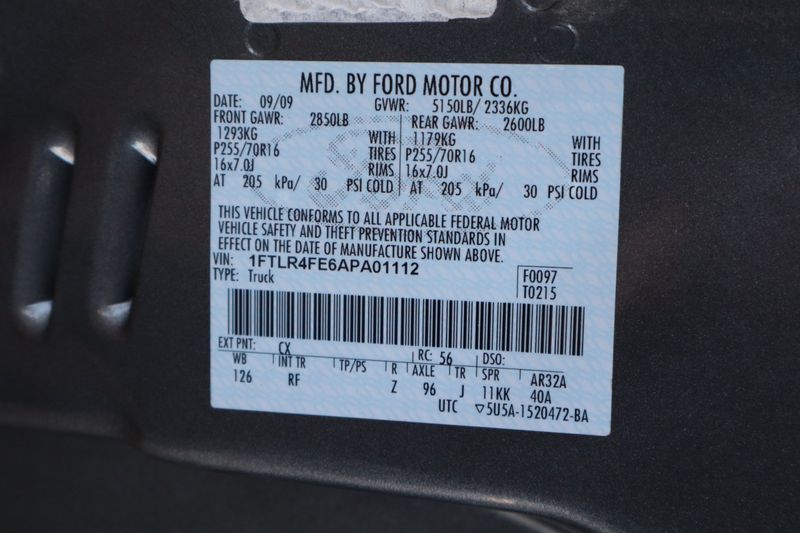 MFD. BY FORD MOTOR CO.
DATE: 09/09 GVWR: 5150LB/ 2336KG
FRONT GAWR: 2850LB REAR GAWR: 2600LB
1293KG WITH 1179KG WITH
P255/70R16 TIRES P255/70R16 TIRES
16x7.0J RIMS 16x7.0J RIMS
AT 205 kPa/ 30 PSI COLD AT 205 kPa/ 30 PSI COLD
THIS VEHICLE CONFORMS TO ALL APPLICABLE FEDERAL MOTOR
VEHICLE SAFETY AND THEFT PREVENTION STANDARDS IN
EFFECT ON THE DATE OF MANUFACTURE SHOWN ABOVE.
VIN: 1FTLR4FE6APA01112
TYPE: Truck
F0097
T0215
EXT PNT: CX RC: 56 DSO:
WB INT TR TP/PS R AXLE TR SPR AR32A
126 RF Z 96 J 11KK 40A
UTC ▽5U5A-1520472-BA